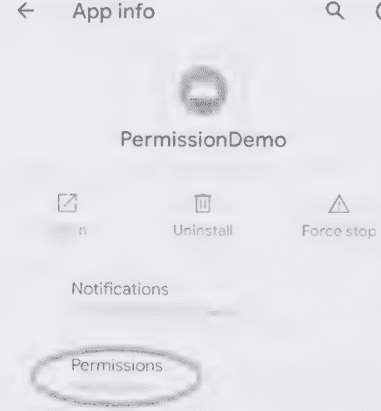 App info
PermissionDemo
Uninstall
Force stop
Notifications
Permissions